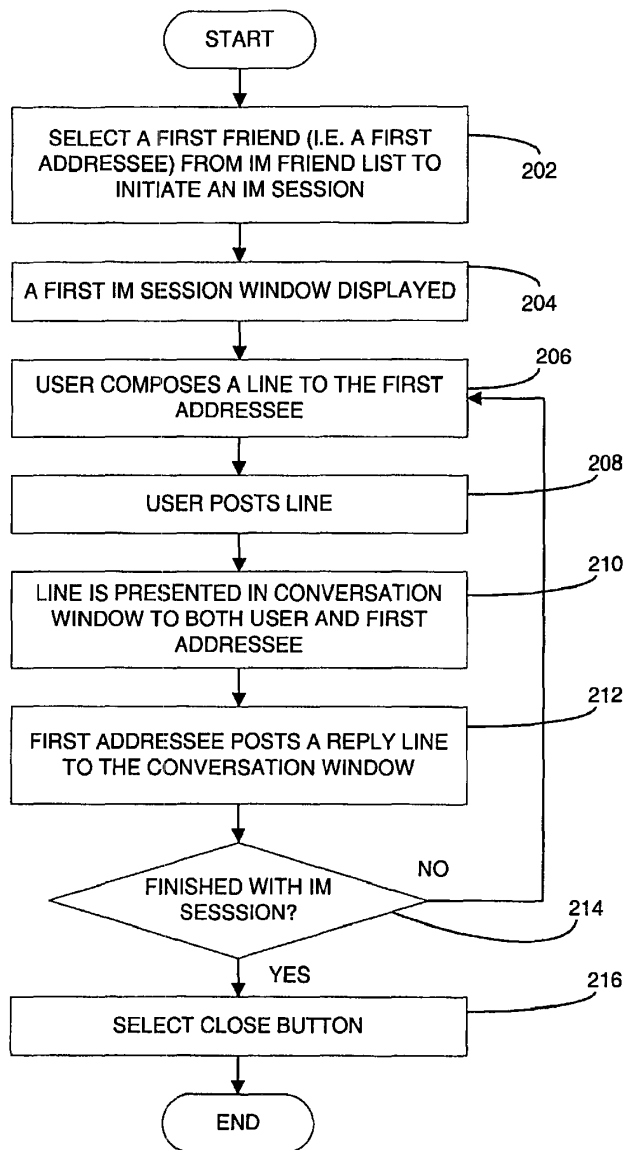 START
SELECT A FIRST FRIEND (I.E. A FIRST
ADDRESSEE) FROM IM FRIEND LIST TO
INITIATE AN IM SESSION
202
A FIRST IM SESSION WINDOW DISPLAYED
204
USER COMPOSES A LINE TO THE FIRST
ADDRESSEE
206
USER POSTS LINE
208
LINE IS PRESENTED IN CONVERSATION
WINDOW TO BOTH USER AND FIRST
ADDRESSEE
210
FIRST ADDRESSEE POSTS A REPLY LINE
TO THE CONVERSATION WINDOW
212
FINISHED WITH IM
SESSSION?
NO
214
YES
SELECT CLOSE BUTTON
216
END